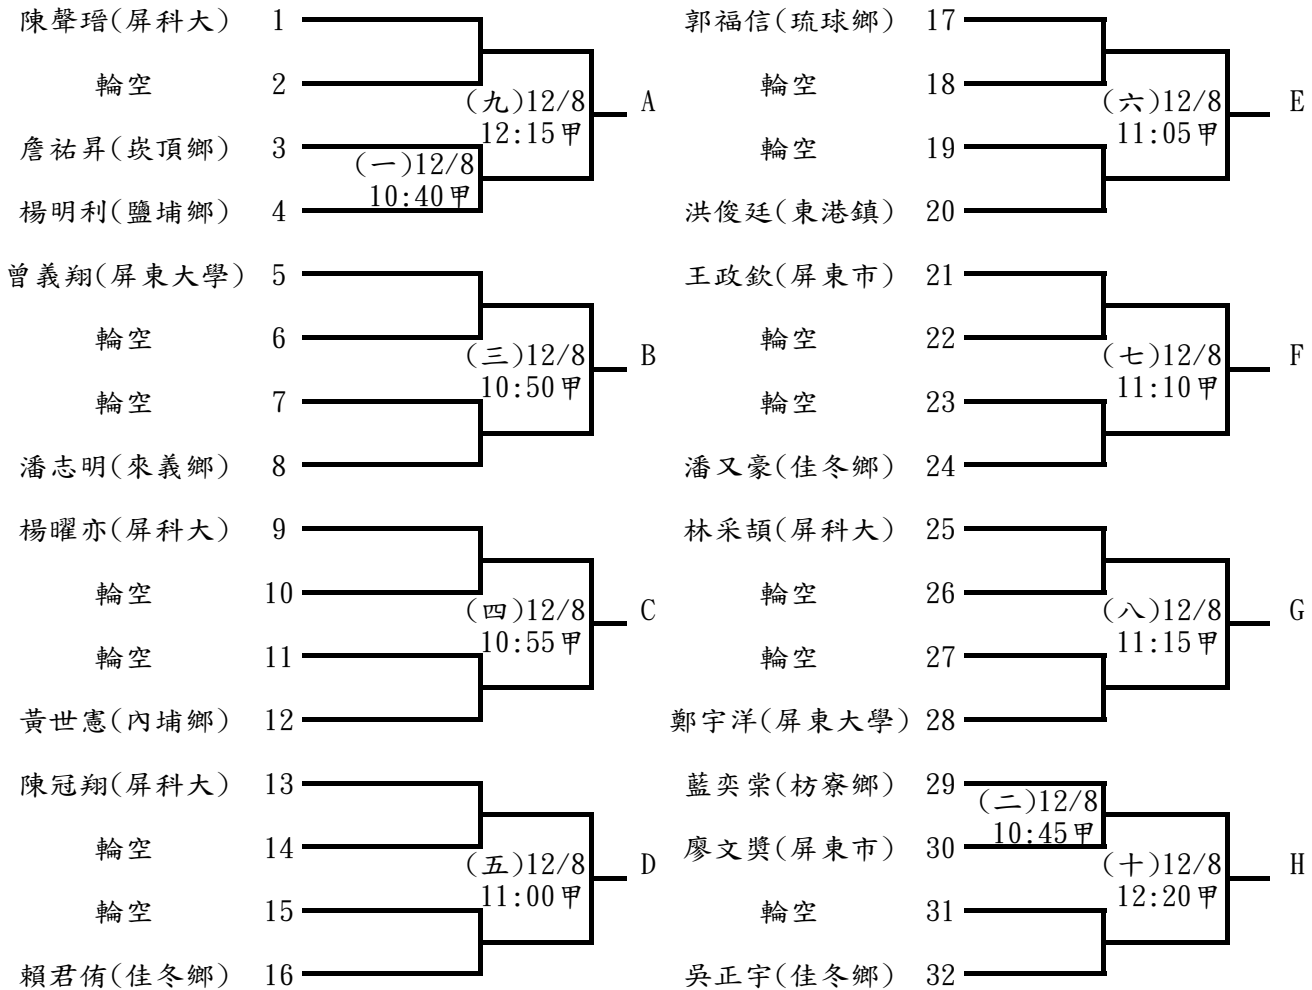 陳聲瑨(屏科大) 1
輪空 2
(九)12/8 A
12:15甲
詹祐昇(崁頂鄉) 3
(一)12/8
10:40甲
楊明利(鹽埔鄉) 4
曾義翔(屏東大學) 5
輪空 6
(三)12/8 B
10:50甲
輪空 7
潘志明(來義鄉) 8
楊曜亦(屏科大) 9
輪空 10
(四)12/8 C
10:55甲
輪空 11
黃世憲(內埔鄉) 12
陳冠翔(屏科大) 13
輪空 14
(五)12/8 D
11:00甲
輪空 15
賴君侑(佳冬鄉) 16
郭福信(琉球鄉) 17
輪空 18
(六)12/8 E
11:05甲
輪空 19
洪俊廷(東港鎮) 20
王政欽(屏東市) 21
輪空 22
(七)12/8 F
11:10甲
輪空 23
潘又豪(佳冬鄉) 24
林采頡(屏科大) 25
輪空 26
(八)12/8 G
11:15甲
輪空 27
鄭宇洋(屏東大學) 28
藍奕棠(枋寮鄉) 29
(二)12/8
10:45甲
廖文獎(屏東市) 30
(十)12/8 H
12:20甲
輪空 31
吳正宇(佳冬鄉) 32